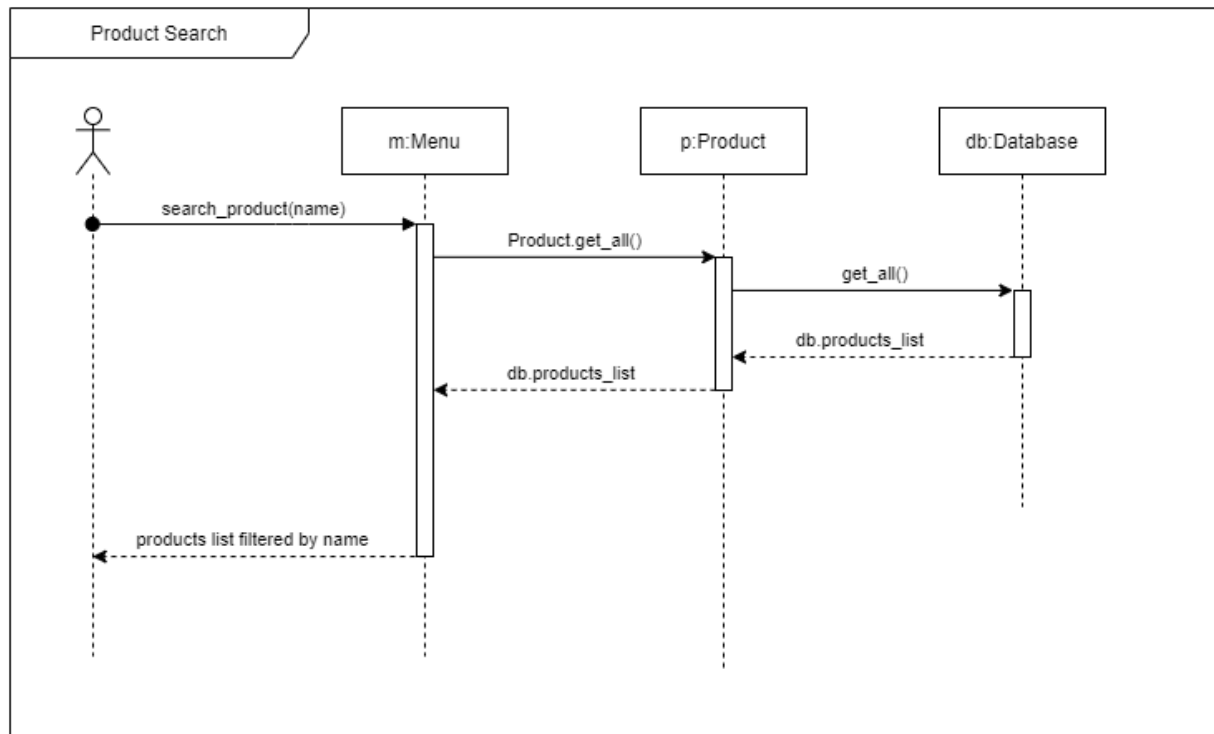 Product Search
m:Menu
p:Product
db:Database
search_product(name)
Product.get_all()
get_all()
db.products_list
db.products_list
products list filtered by name